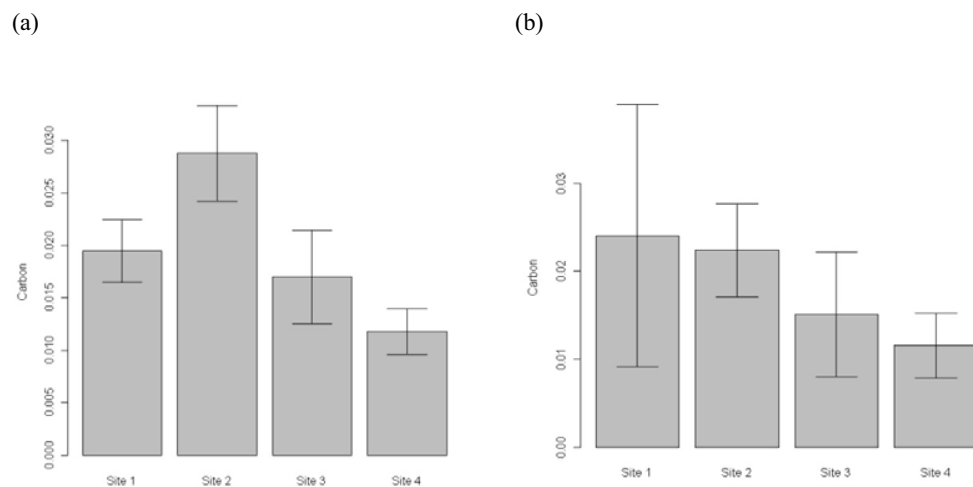 (a)
(b)
Carbon
0.030
0.025
0.020
0.015
0.010
0.005
0.000
Site 1
Site 2
Site 3
Site 4
Carbon
0.03
0.02
0.01
0.00
Site 1
Site 2
Site 3
Site 4